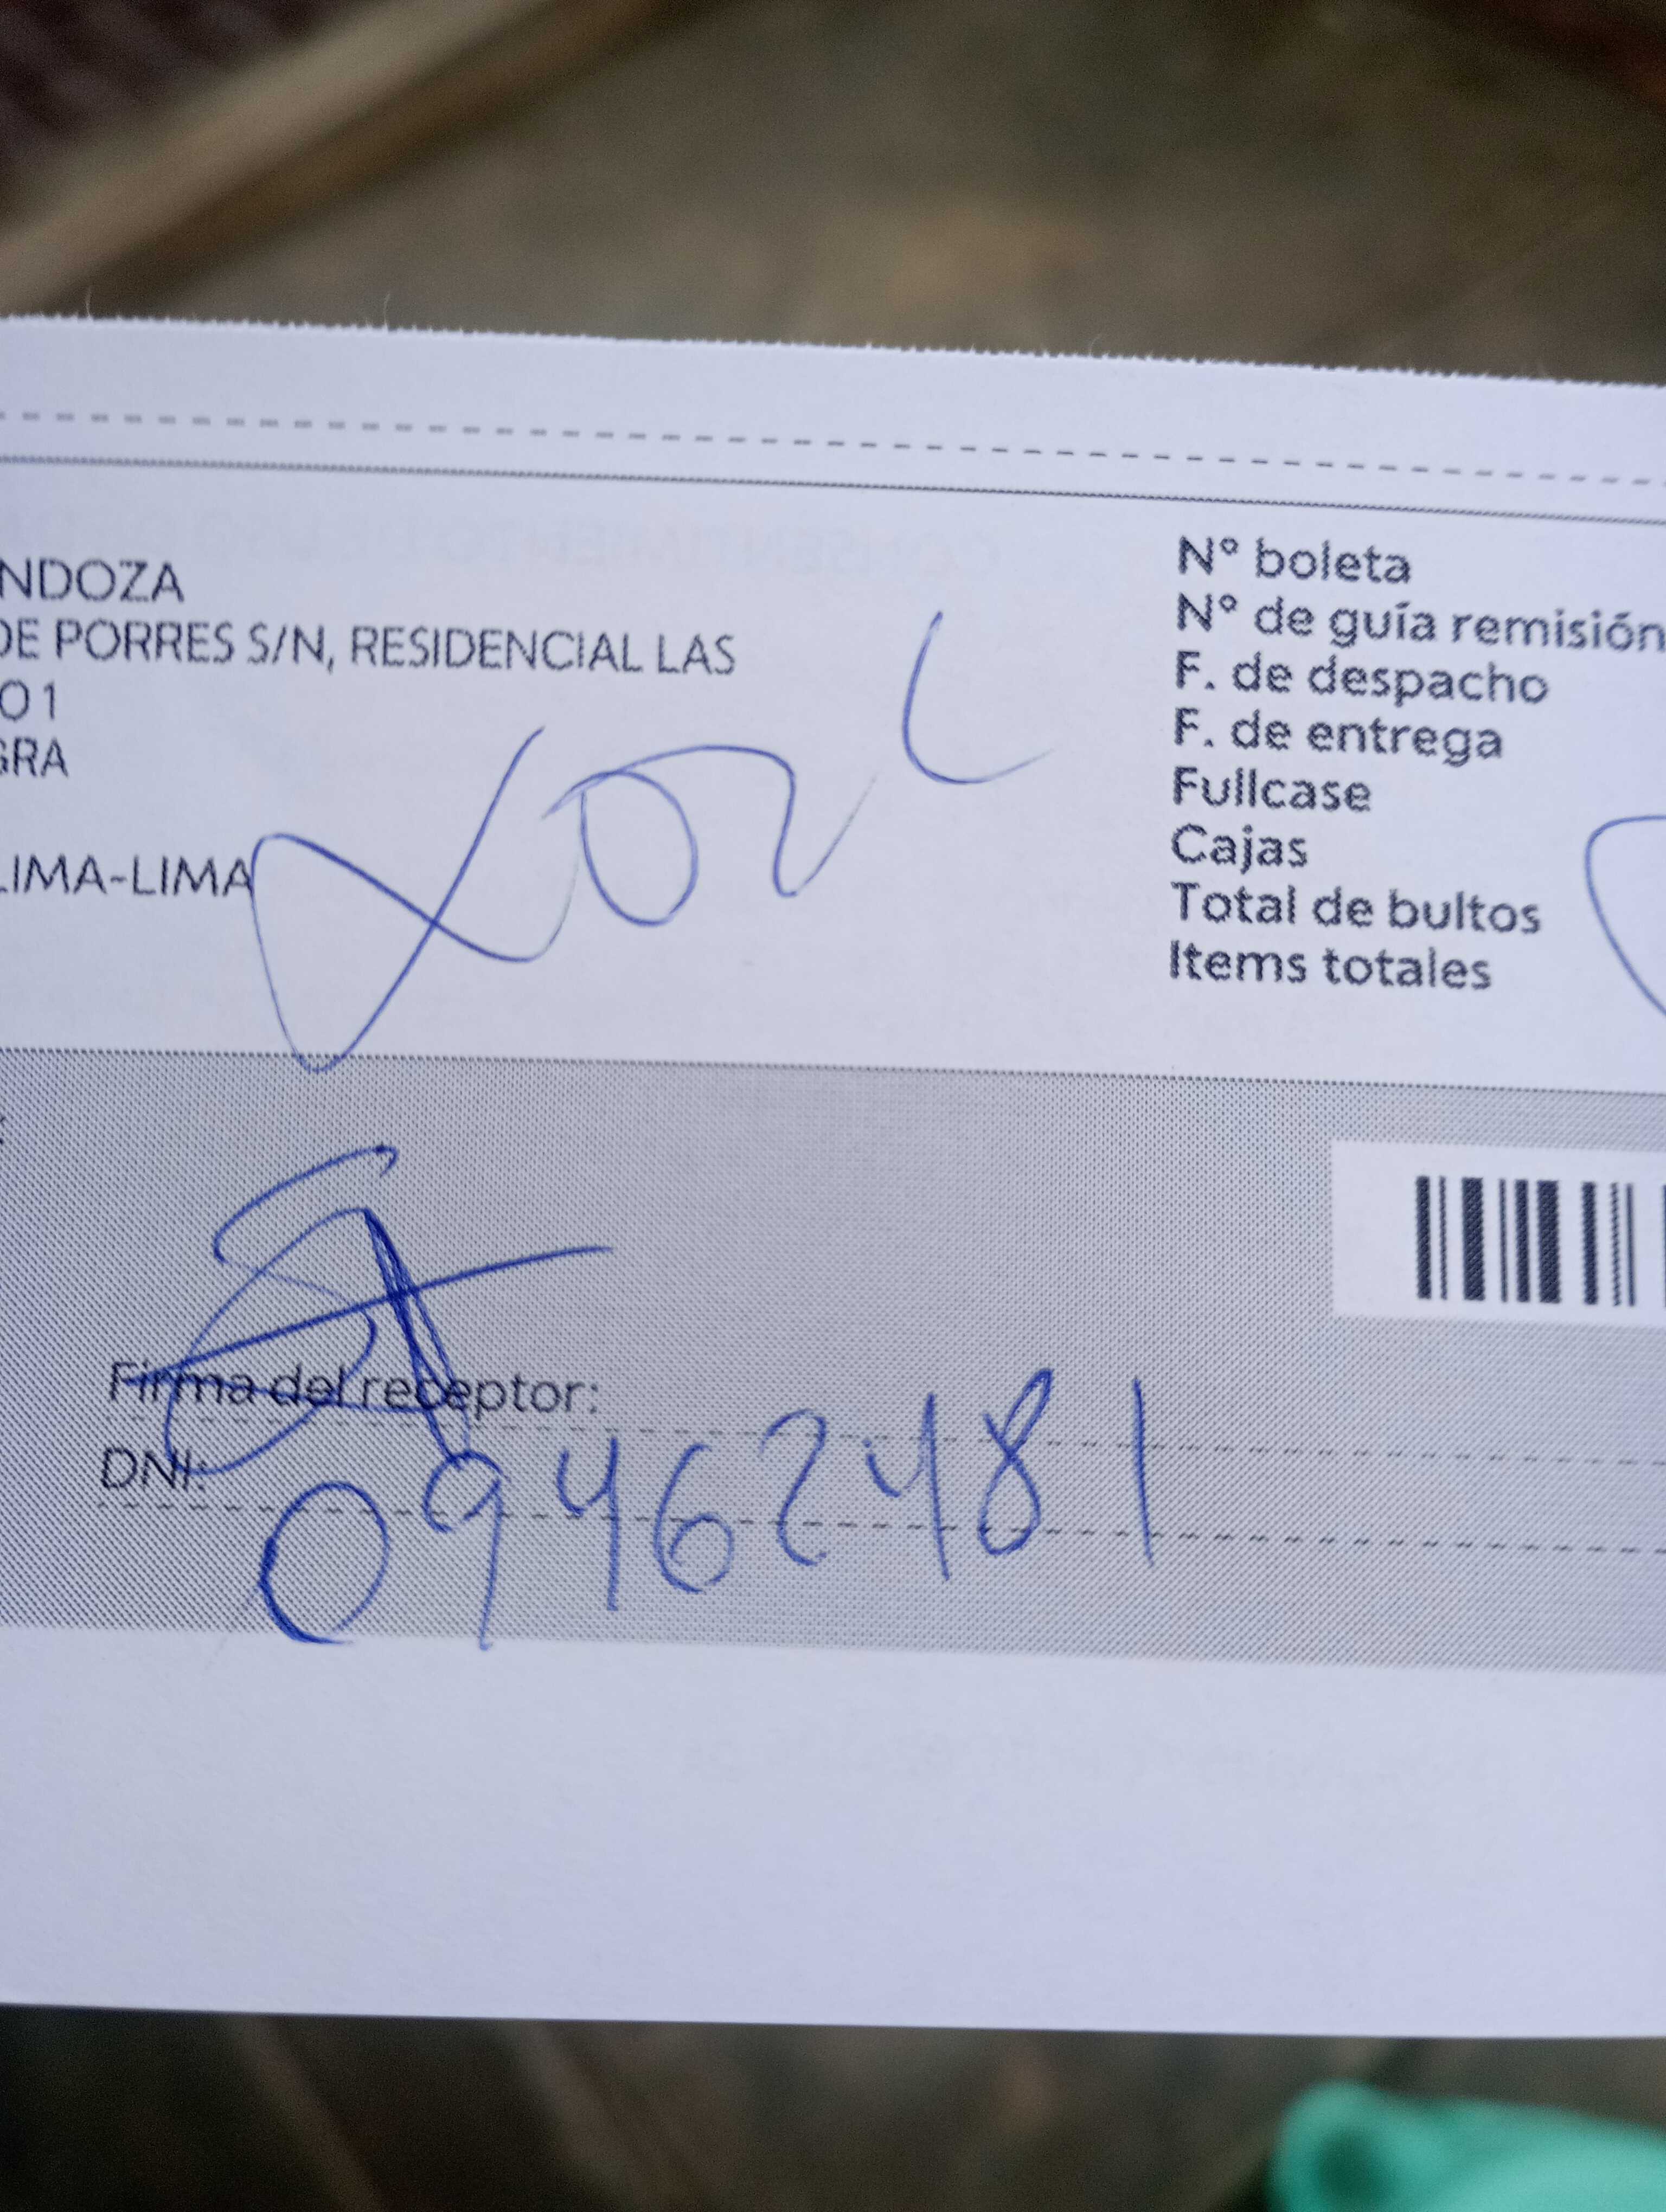 NDOZA
DE PORRES S/N, RESIDENCIAL LAS
O 1
GRA
LIMA-LIMA
N° boleta
N° de guía remisión
F. de despacho
F. de entrega
Fullcase
Cajas
Total de bultos
Items totales
Firma del receptor:
DNI: 09462481